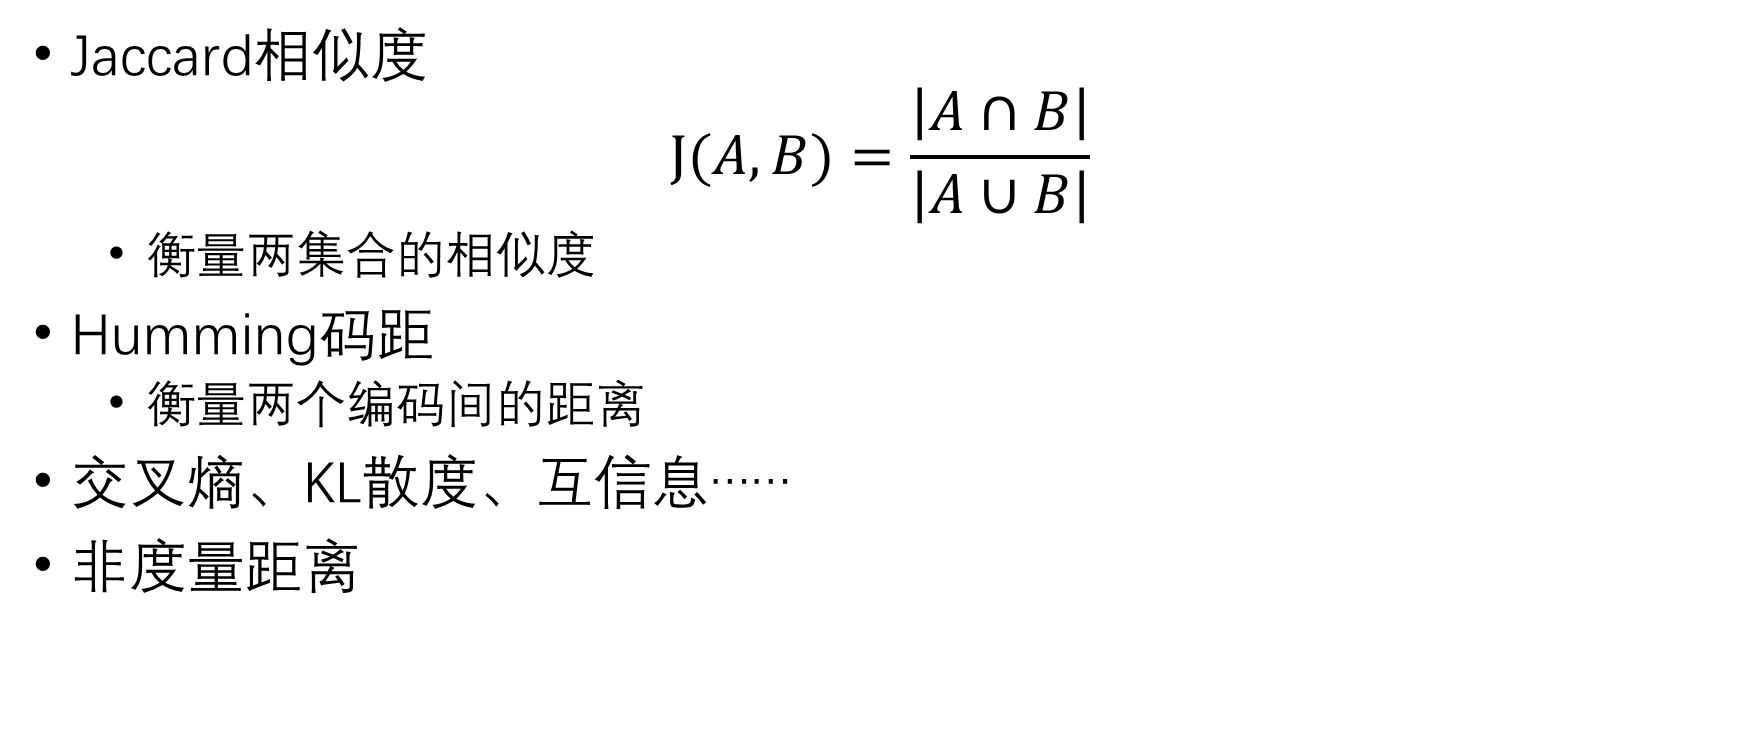 • Jaccard相似度
J(A, B) = |A ∩ B| / |A ∪ B|
• 衡量两集合的相似度
• Humming码距
• 衡量两个编码间的距离
• 交叉熵、KL散度、互信息……
• 非度量距离